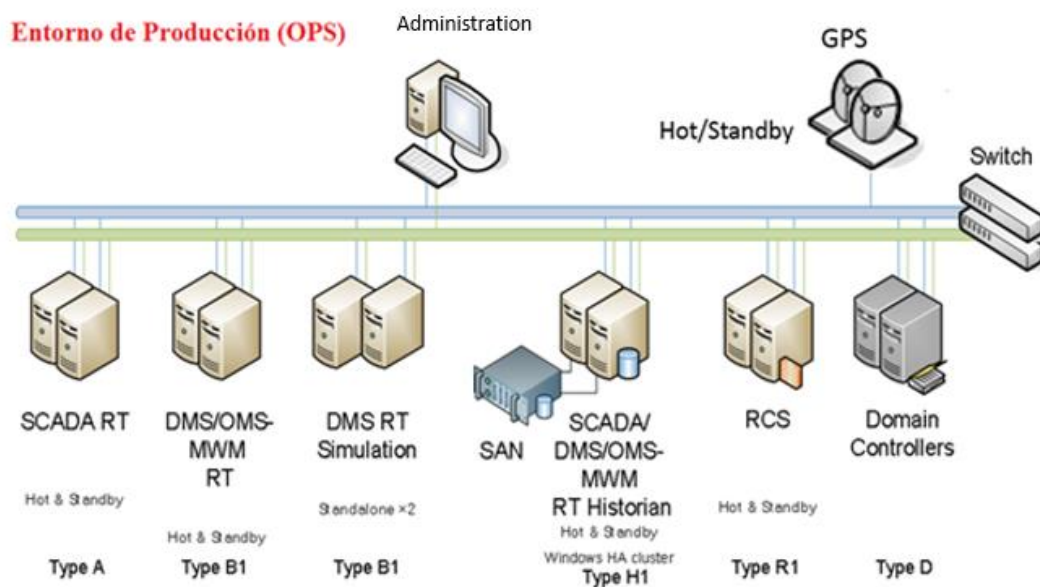 Entorno de Producción (OPS)
Administration
GPS
Hot/Standby
Switch
SCADA RT
Hot & Standby
Type A
DMS/OMS-
MWM
RT
Hot & Standby
Type B1
DMS RT
Simulation
Standalone ×2
Type B1
SAN
SCADA/
DMS/OMS-
MWM
RT Historian
Hot & Standby
Windows HA cluster
Type H1
RCS
Hot & Standby
Type R1
Domain
Controllers
Type D